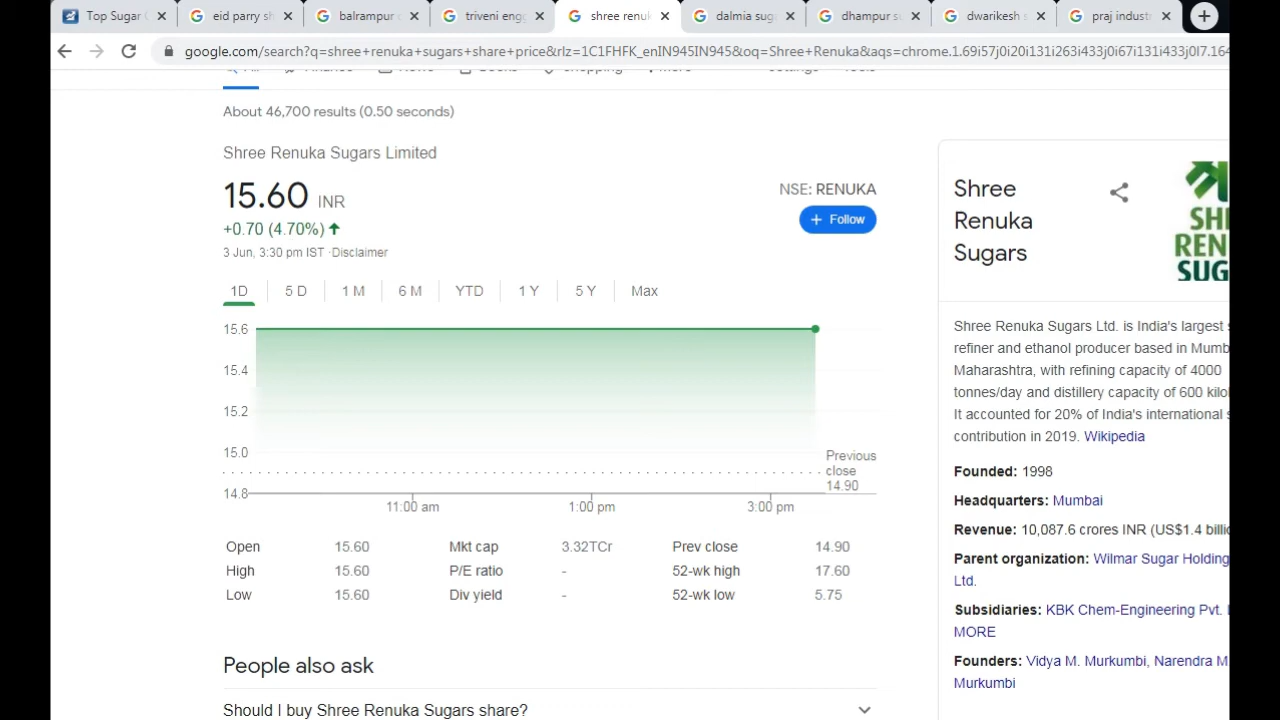 Top Sugar
eid parry sh
balrampur c
triveni engg
shree renuk
dalmia suga
dhampur su
dwarikesh s
praj industr
google.com/search?q=shree+renuka+sugars+share+price&rlz=1C1FHFK_enIN945IN945&oq=Shree+Renuka&aqs=chrome.1.69i57j0i20i131i263i433j0i67i131i433j0l7.164
About 46,700 results (0.50 seconds)
Shree Renuka Sugars Limited
15.60 INR
+0.70 (4.70%)
3 Jun, 3:30 pm IST ·Disclaimer
NSE: RENUKA
+ Follow
1D 5 D 1 M 6 M YTD 1 Y 5 Y Max
15.6
15.4
15.2
15.0
14.8
Previous
close
14.90
11:00 am 1:00 pm 3:00 pm
Open 15.60 Mkt cap 3.32TCr Prev close 14.90
High 15.60 P/E ratio - 52-wk high 17.60
Low 15.60 Div yield - 52-wk low 5.75
People also ask
Should I buy Shree Renuka Sugars share?
Shree
Renuka
Sugars
SHR
RENU
SUGA
Shree Renuka Sugars Ltd. is India's largest s
refiner and ethanol producer based in Mumb
Maharashtra, with refining capacity of 4000
tonnes/day and distillery capacity of 600 kilol
It accounted for 20% of India's international s
contribution in 2019. Wikipedia
Founded: 1998
Headquarters: Mumbai
Revenue: 10,087.6 crores INR (US$1.4 billio
Parent organization: Wilmar Sugar Holding
Ltd.
Subsidiaries: KBK Chem-Engineering Pvt. L
MORE
Founders: Vidya M. Murkumbi, Narendra M
Murkumbi